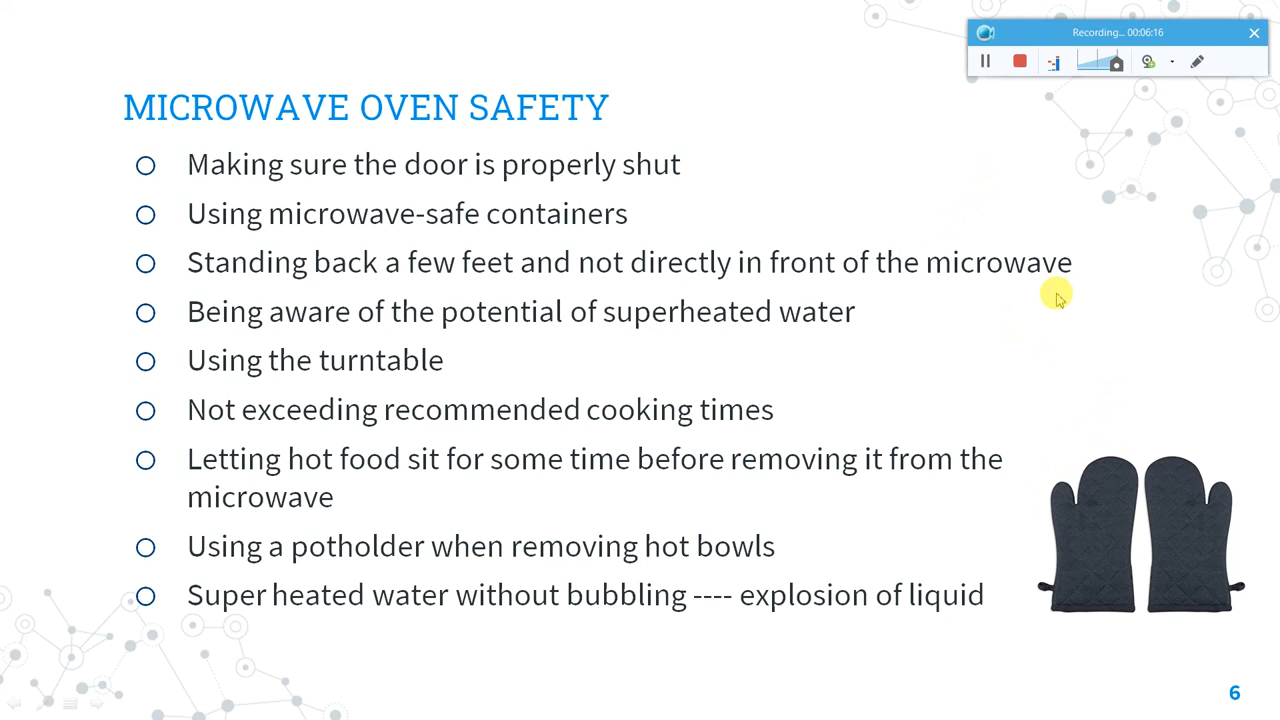 Recording... 00:06:16
MICROWAVE OVEN SAFETY
Making sure the door is properly shut
Using microwave-safe containers
Standing back a few feet and not directly in front of the microwave
Being aware of the potential of superheated water
Using the turntable
Not exceeding recommended cooking times
Letting hot food sit for some time before removing it from the
microwave
Using a potholder when removing hot bowls
Super heated water without bubbling ---- explosion of liquid
6